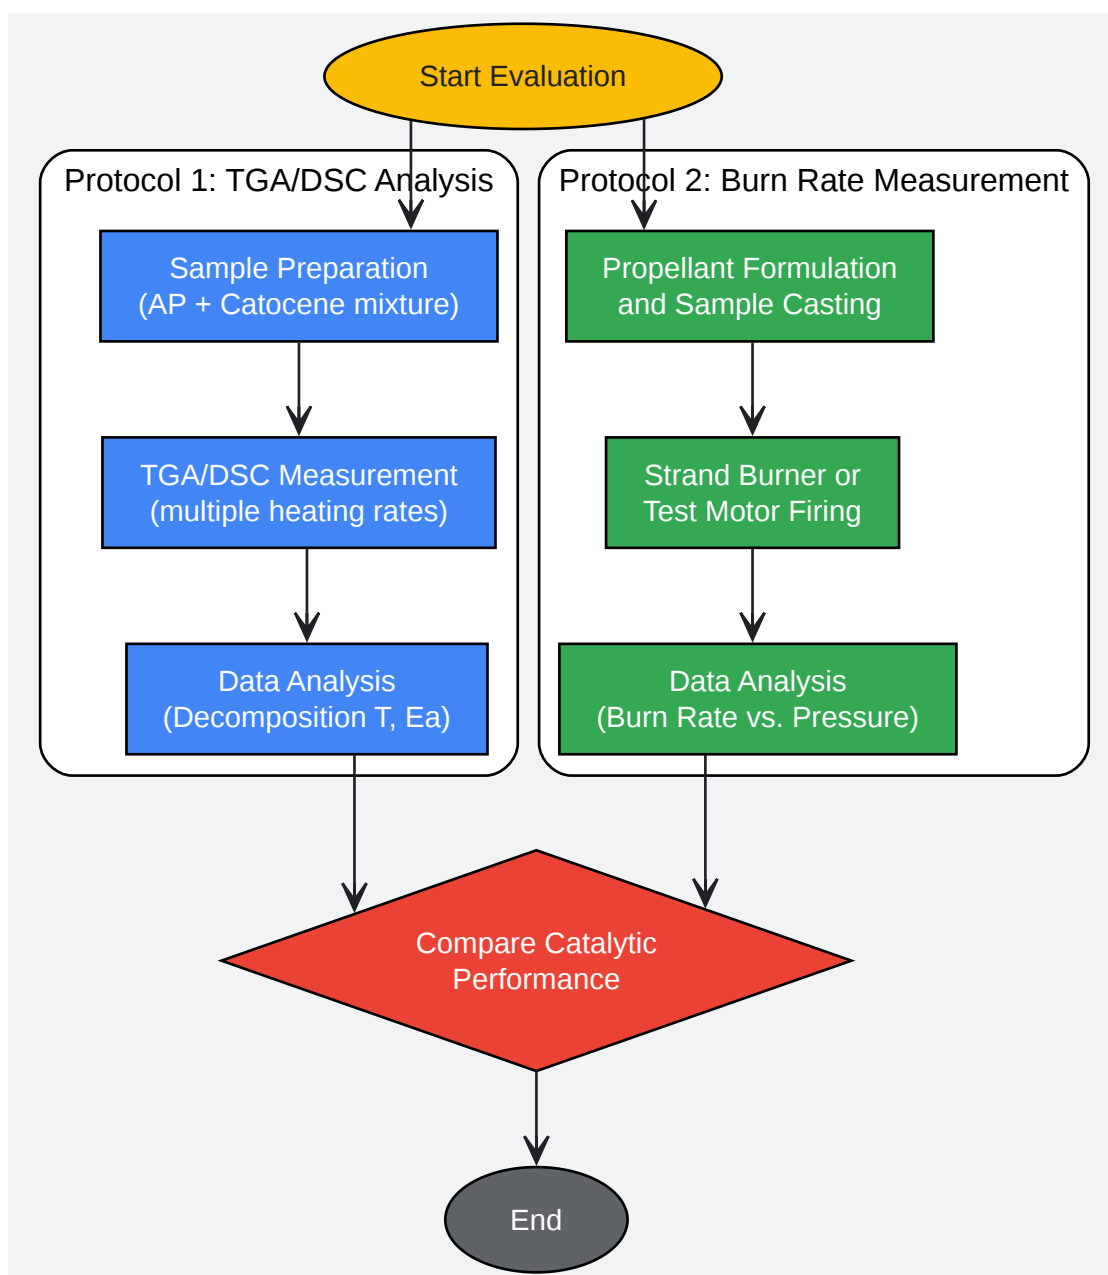 Start Evaluation
Protocol 1: TGA/DSC Analysis
Sample Preparation
(AP + Catocene mixture)
TGA/DSC Measurement
(multiple heating rates)
Data Analysis
(Decomposition T, Ea)
Protocol 2: Burn Rate Measurement
Propellant Formulation
and Sample Casting
Strand Burner or
Test Motor Firing
Data Analysis
(Burn Rate vs. Pressure)
Compare Catalytic
Performance
End